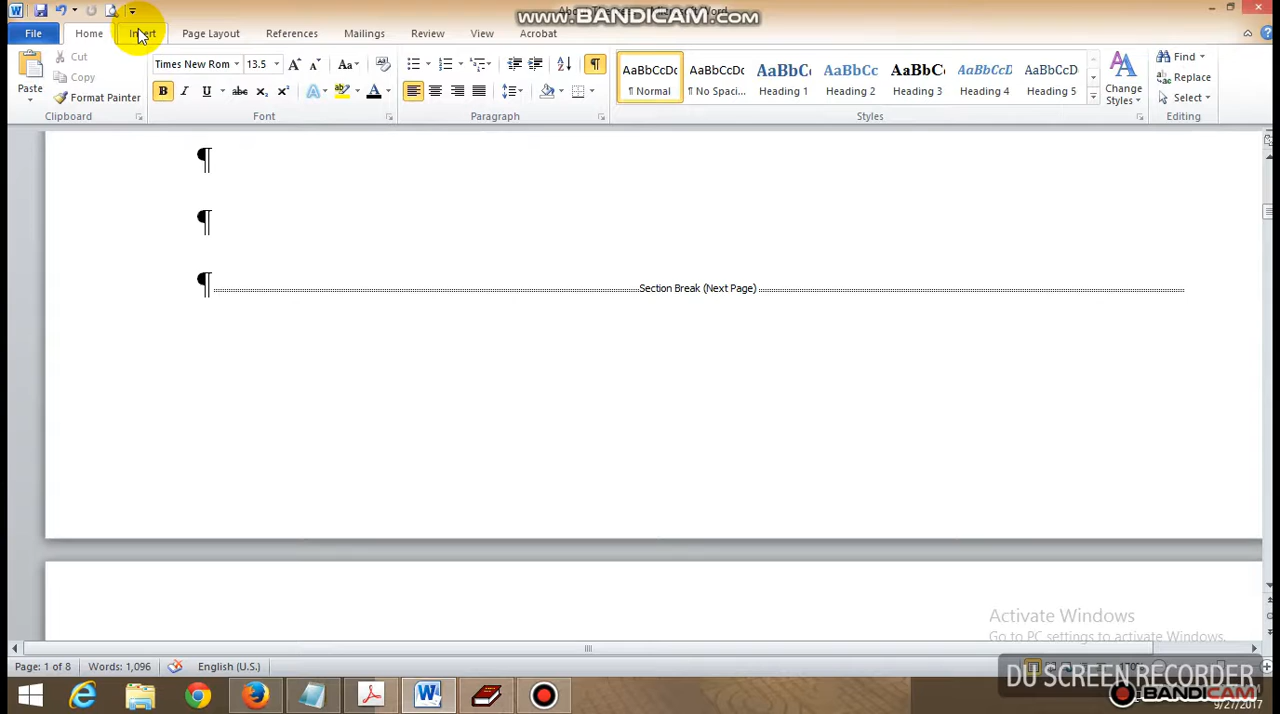 www.BANDICAM.com
File Home Insert Page Layout References Mailings Review View Acrobat
Cut
Copy
Paste
Format Painter
Clipboard
Times New Rom 13.5
Font
Paragraph
AaBbCcDc AaBbCcDc AaBbC AaBbCc AaBbCc AaBbCcD AaBbCcD
¶ Normal ¶ No Spaci... Heading 1 Heading 2 Heading 3 Heading 4 Heading 5
Change Styles
Styles
Find
Replace
Select
Editing
¶
¶
¶ Section Break (Next Page)
Activate Windows
Go to PC settings to activate Windows.
Page: 1 of 8 Words: 1,096 English (U.S.)
DU SCREEN RECORDER
BANDICAM
9/27/2017